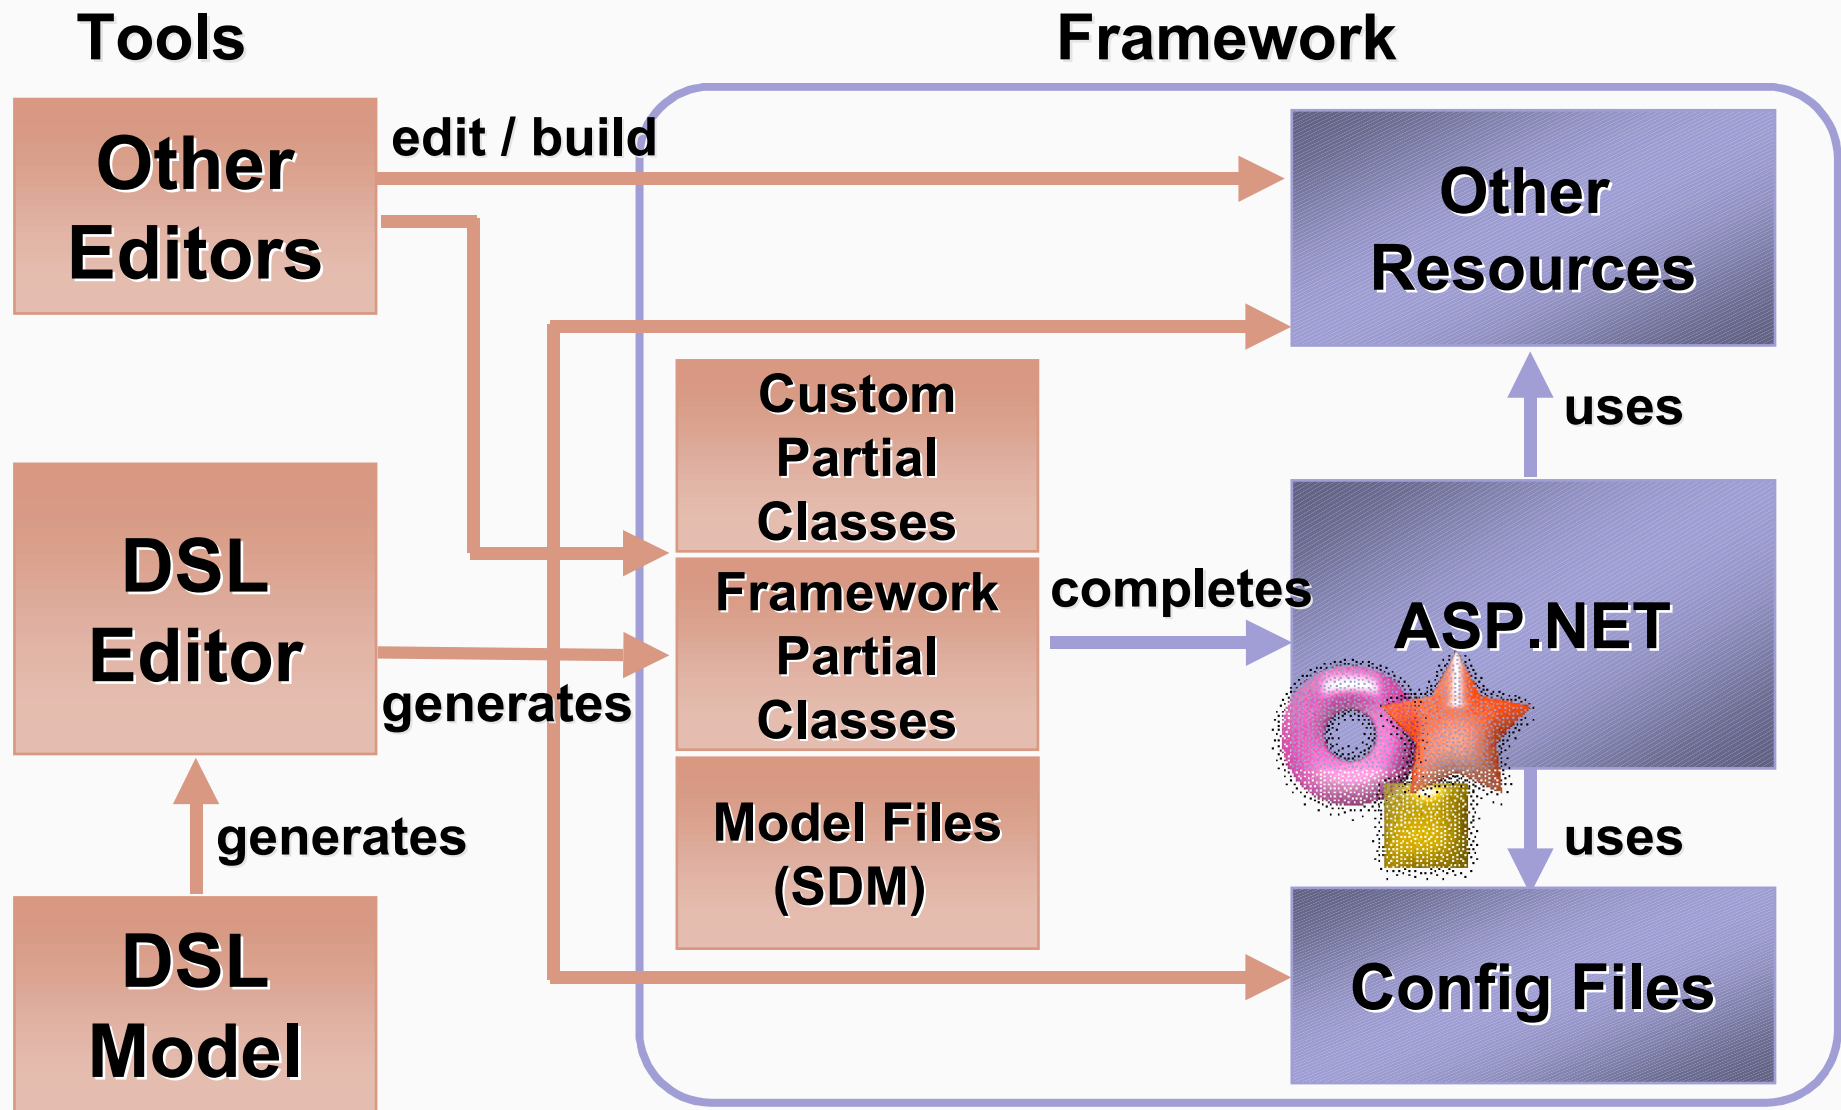 Tools
Framework
Other
Editors
edit / build
Other
Resources
Custom
Partial
Classes
uses
DSL
Editor
generates
Framework
Partial
Classes
completes
ASP.NET
generates
Model Files
(SDM)
uses
DSL
Model
Config Files